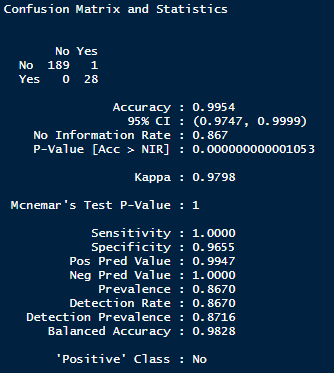 Confusion Matrix and Statistics
No Yes
No 189 1
Yes 0 28
Accuracy : 0.9954
95% CI : (0.9747, 0.9999)
No Information Rate : 0.867
P-Value [Acc > NIR] : 0.000000000001053
Kappa : 0.9798
Mcnemar's Test P-Value : 1
Sensitivity : 1.0000
Specificity : 0.9655
Pos Pred Value : 0.9947
Neg Pred Value : 1.0000
Prevalence : 0.8670
Detection Rate : 0.8670
Detection Prevalence : 0.8716
Balanced Accuracy : 0.9828
'Positive' Class : No